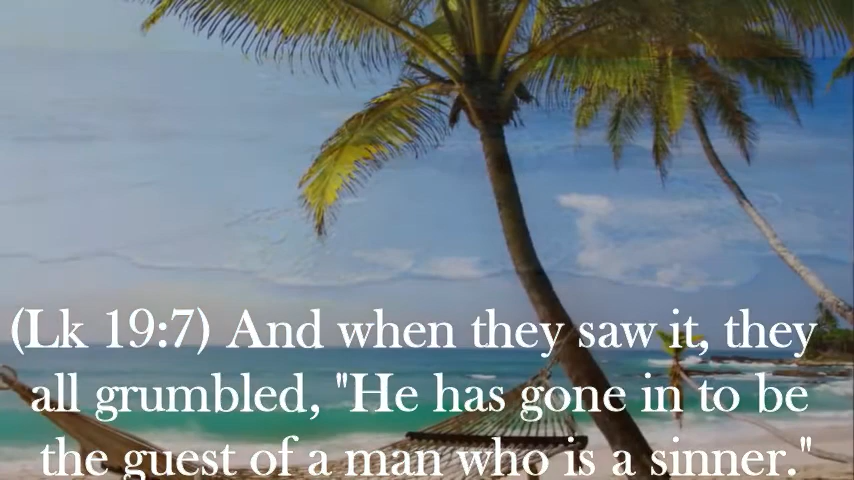 (Lk 19:7) And when they saw it, they
all grumbled, "He has gone in to be
the guest of a man who is a sinner."